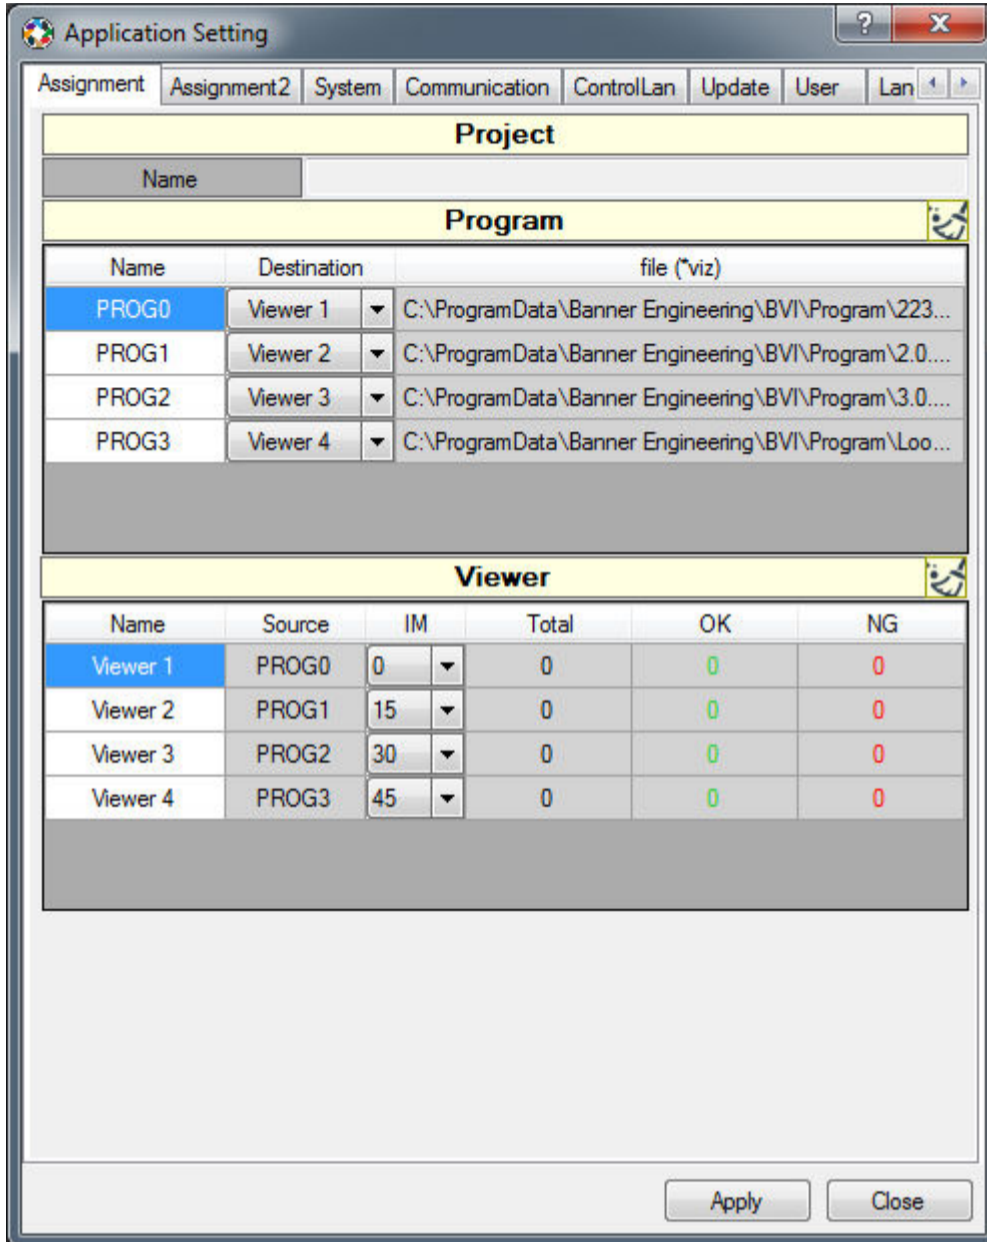 Application Setting
Assignment Assignment2 System Communication ControlLan Update User Lan
Project
Name
Program
Name Destination file (*viz)
PROG0 Viewer 1 C:\ProgramData\Banner Engineering\BVI\Program\223...
PROG1 Viewer 2 C:\ProgramData\Banner Engineering\BVI\Program\2.0....
PROG2 Viewer 3 C:\ProgramData\Banner Engineering\BVI\Program\3.0....
PROG3 Viewer 4 C:\ProgramData\Banner Engineering\BVI\Program\Loo...
Viewer
Name Source IM Total OK NG
Viewer 1 PROG0 0 0 0 0
Viewer 2 PROG1 15 0 0 0
Viewer 3 PROG2 30 0 0 0
Viewer 4 PROG3 45 0 0 0
Apply Close